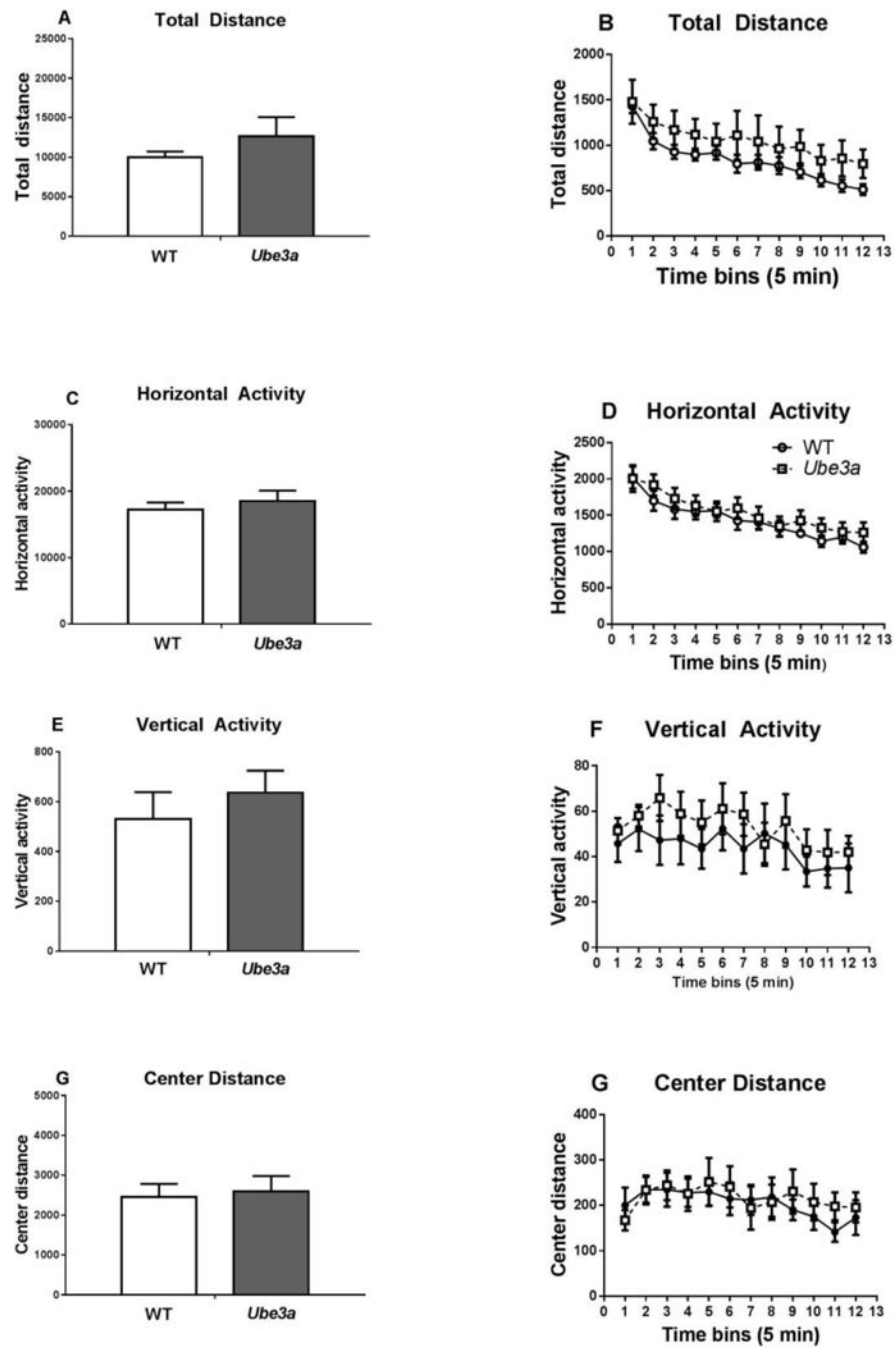 A Total Distance
25000
20000
15000
10000
5000
0
Total distance
WT Ube3a
B Total Distance
2000
1500
1000
500
0
Total distance
0 1 2 3 4 5 6 7 8 9 10 11 12 13
Time bins (5 min)
C Horizontal Activity
30000
20000
10000
0
Horizontal activity
WT Ube3a
D Horizontal Activity
WT
Ube3a
2500
2000
1500
1000
500
0
Horizontal activity
0 1 2 3 4 5 6 7 8 9 10 11 12 13
Time bins (5 min)
E Vertical Activity
800
600
400
200
0
Vertical activity
WT Ube3a
F Vertical Activity
80
60
40
20
0
Vertical activity
0 1 2 3 4 5 6 7 8 9 10 11 12 13
Time bins (5 min)
G Center Distance
5000
4000
3000
2000
1000
0
Center distance
WT Ube3a
G Center Distance
400
300
200
100
0
Center distance
0 1 2 3 4 5 6 7 8 9 10 11 12 13
Time bins (5 min)